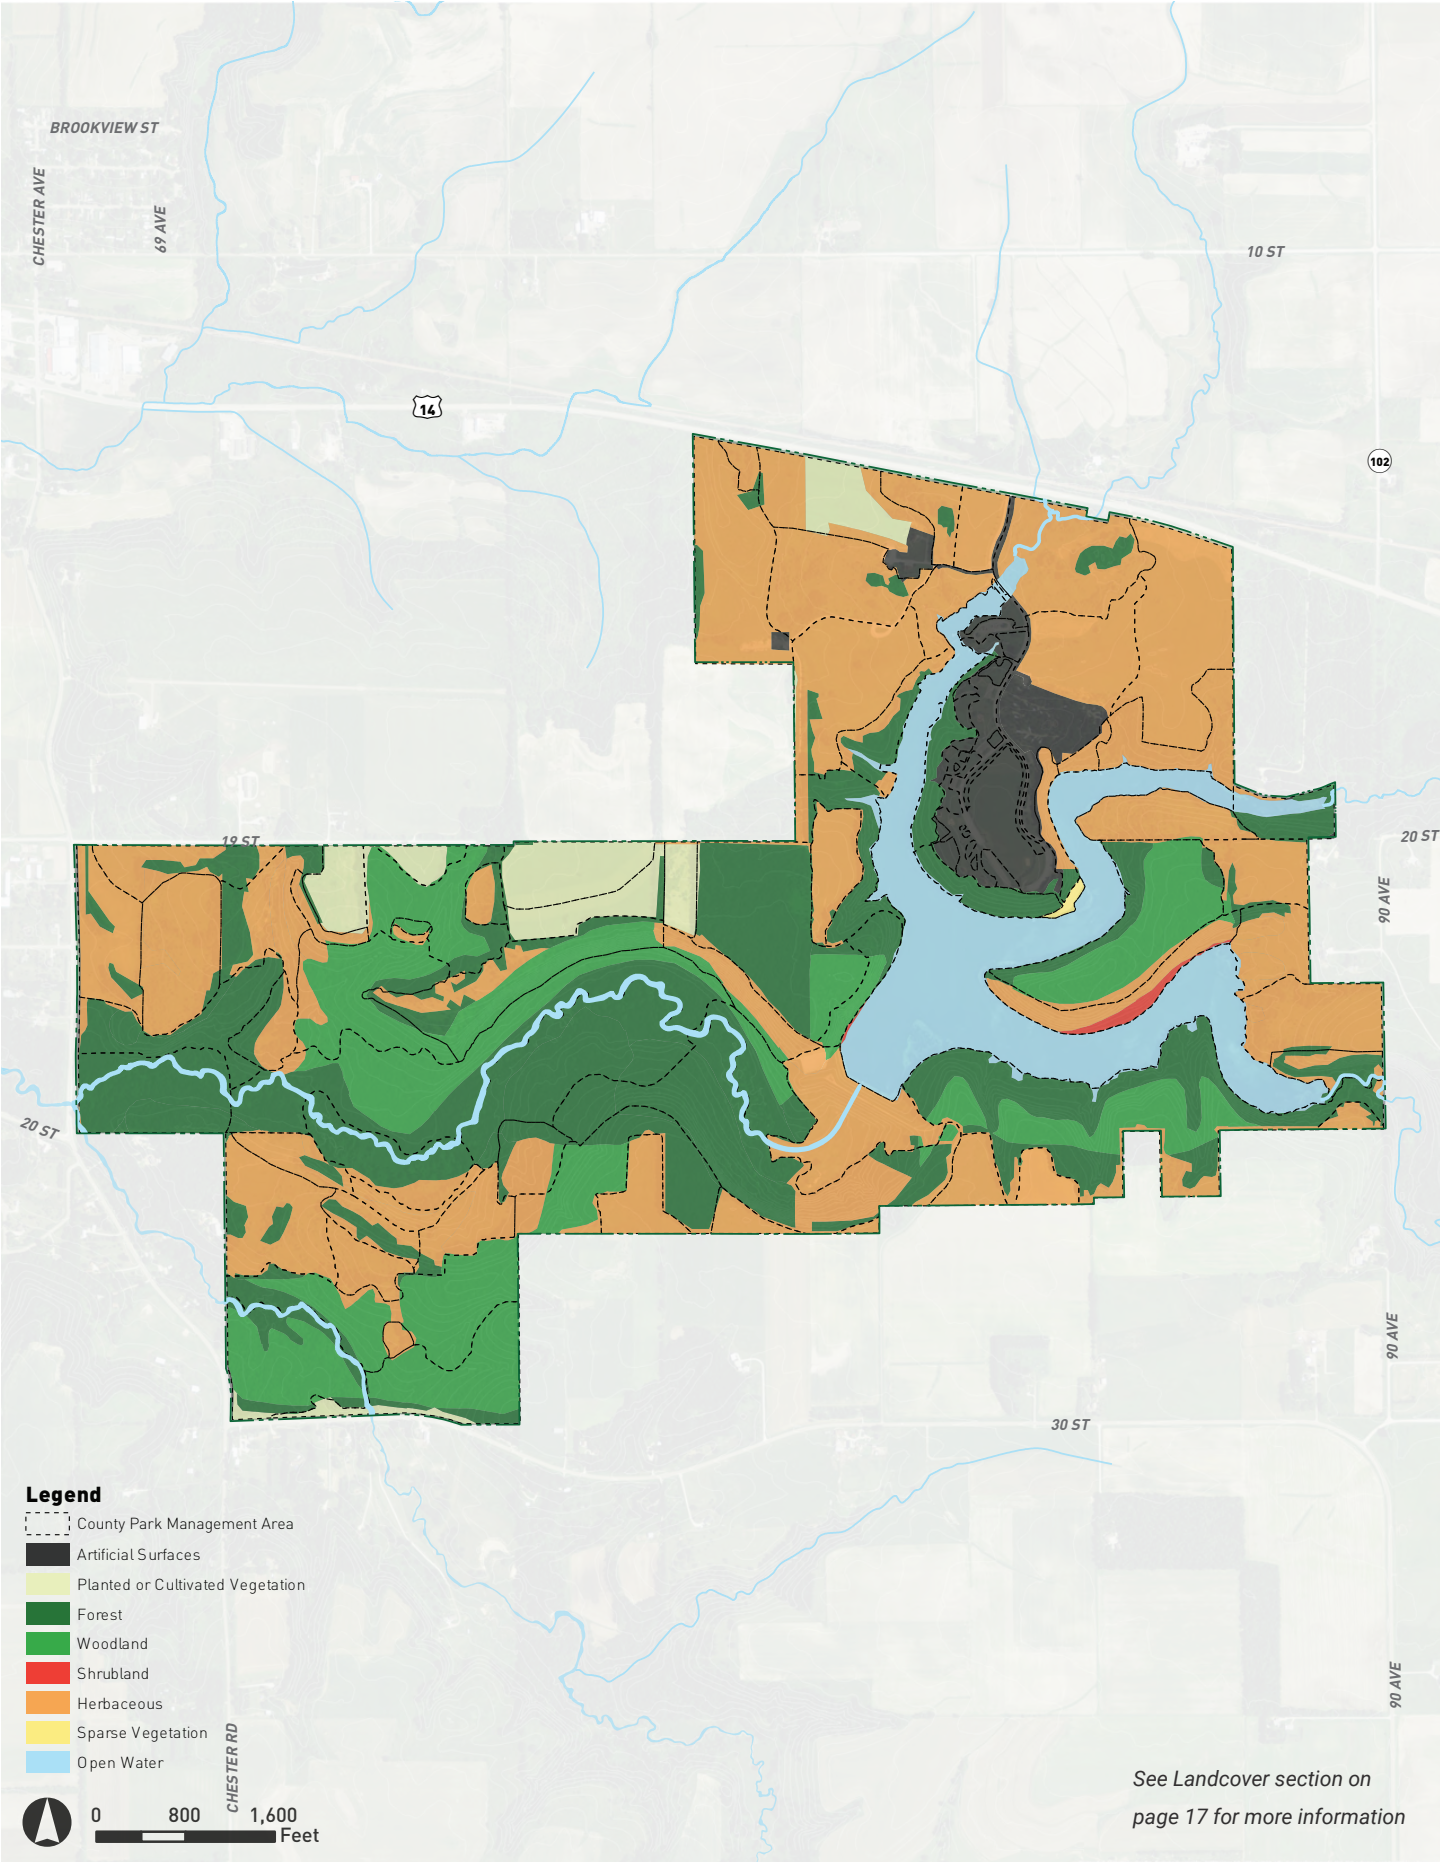 BROOKVIEW ST
CHESTER AVE
69 AVE
10 ST
14
102
19 ST
20 ST
90 AVE
20 ST
90 AVE
30 ST
90 AVE
Legend
County Park Management Area
Artificial Surfaces
Planted or Cultivated Vegetation
Forest
Woodland
Shrubland
Herbaceous
Sparse Vegetation
Open Water
CHESTER RD
0 800 1,600
Feet
See Landcover section on
page 17 for more information